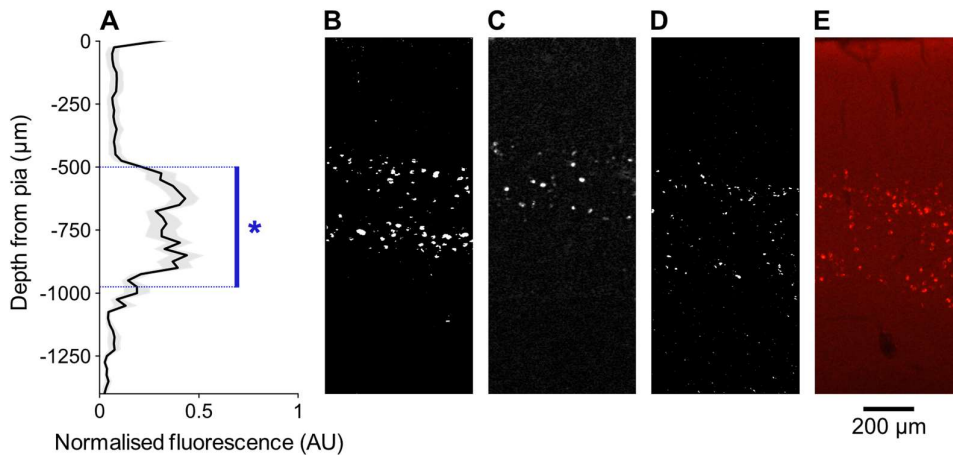 A B C D E
Depth from pia (µm)
0
-250
-500
-750
-1000
-1250
*
0 0.5 1
Normalised fluorescence (AU)
200 µm